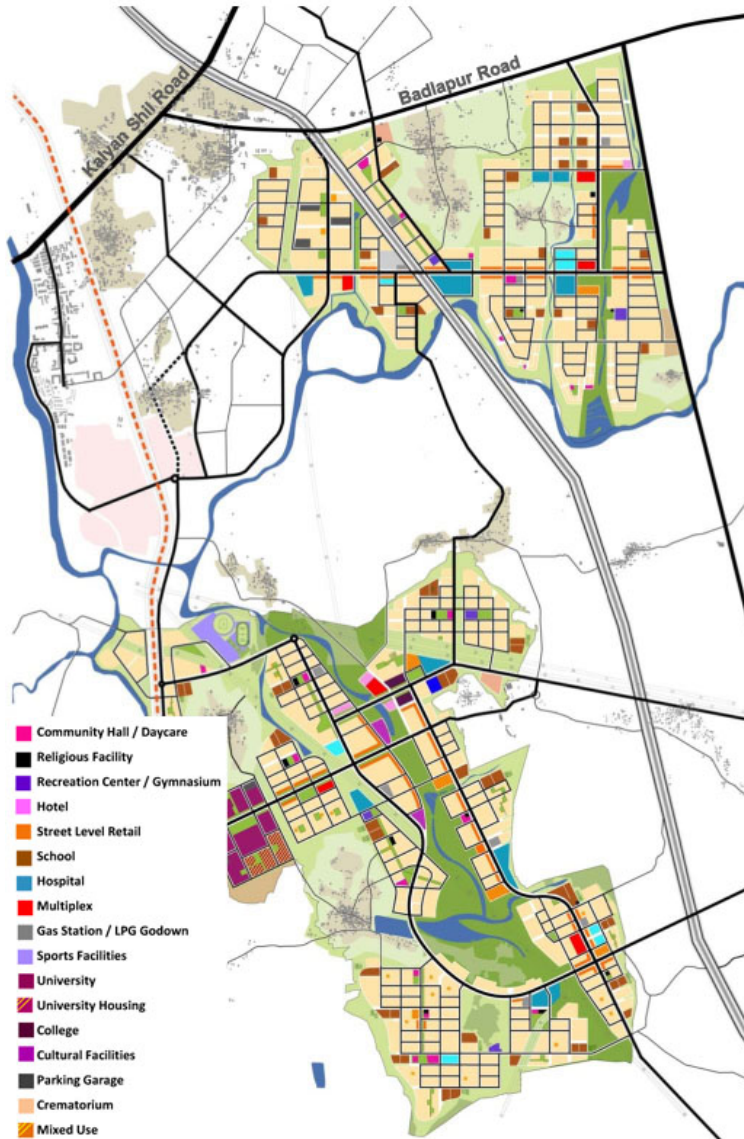 Kalyan Shil Road
Badlapur Road
Community Hall / Daycare
Religious Facility
Recreation Center / Gymnasium
Hotel
Street Level Retail
School
Hospital
Multiplex
Gas Station / LPG Godown
Sports Facilities
University
University Housing
College
Cultural Facilities
Parking Garage
Crematorium
Mixed Use